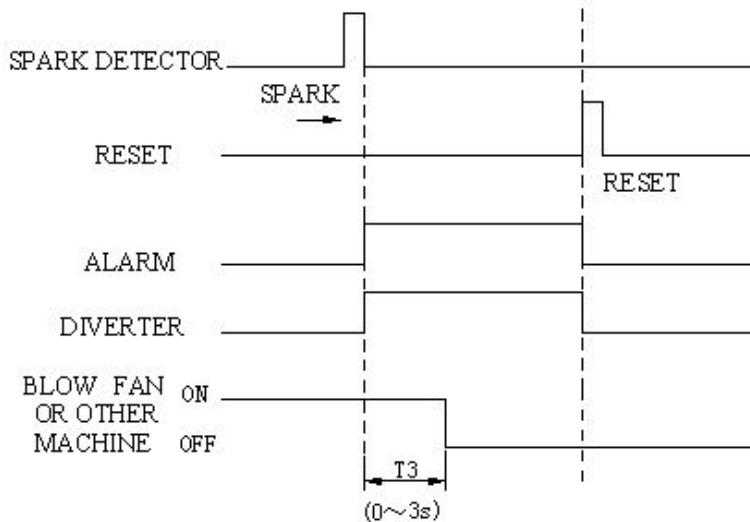 SPARK DETECTOR
SPARK
RESET
RESET
ALARM
DIVERTER
BLOW FAN ON
OR OTHER
MACHINE OFF
T3
(0～3s)